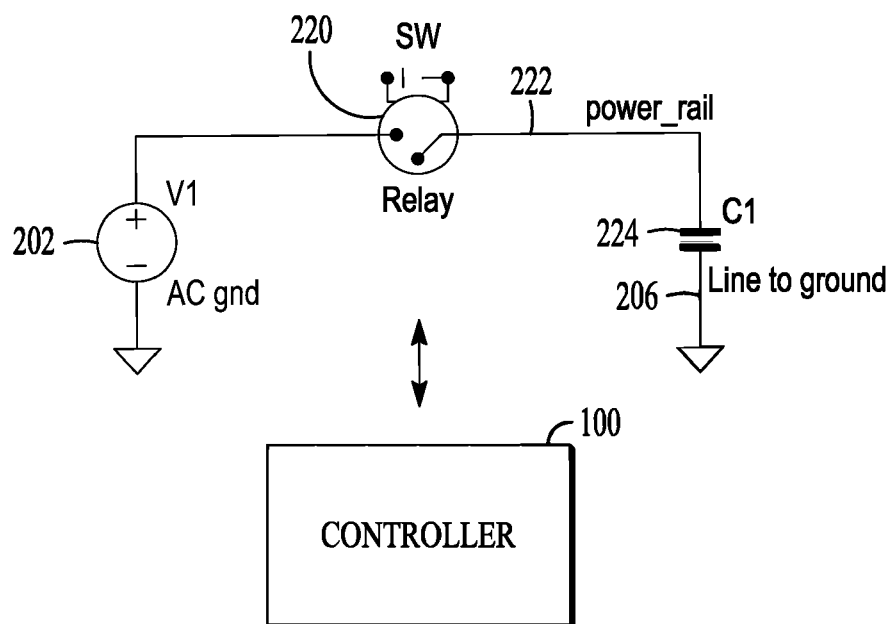 220
SW
222
power_rail
Relay
V1
+
202
−
AC gnd
C1
224
206
Line to ground
100
CONTROLLER